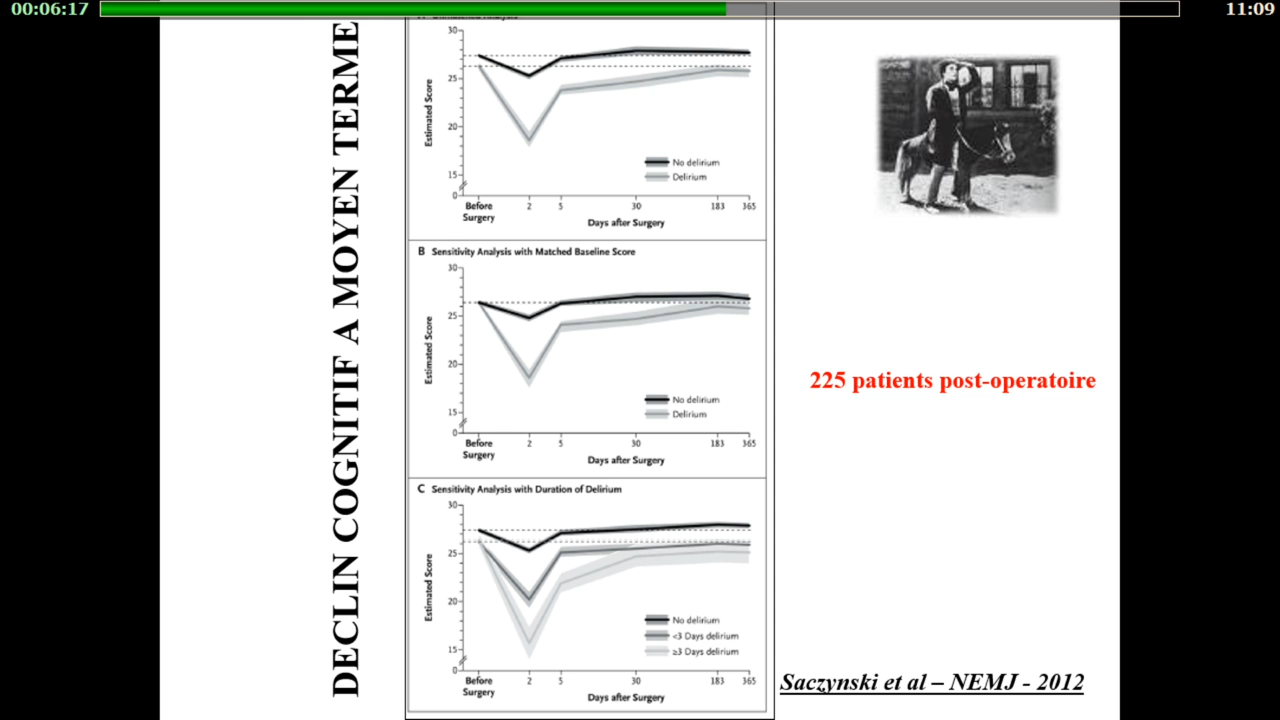 00:06:17
11:09
DECLIN COGNITIF A MOYEN TERME
30
25
20
15
0
Estimated Score
No delirium
Delirium
Before Surgery
2
5
30
183
365
Days after Surgery
B Sensitivity Analysis with Matched Baseline Score
30
25
20
15
0
Estimated Score
No delirium
Delirium
Before Surgery
2
5
30
183
365
Days after Surgery
C Sensitivity Analysis with Duration of Delirium
30
25
20
15
0
Estimated Score
No delirium
<3 Days delirium
≥3 Days delirium
Before Surgery
2
5
30
183
365
Days after Surgery
225 patients post-operatoire
Saczynski et al – NEMJ - 2012